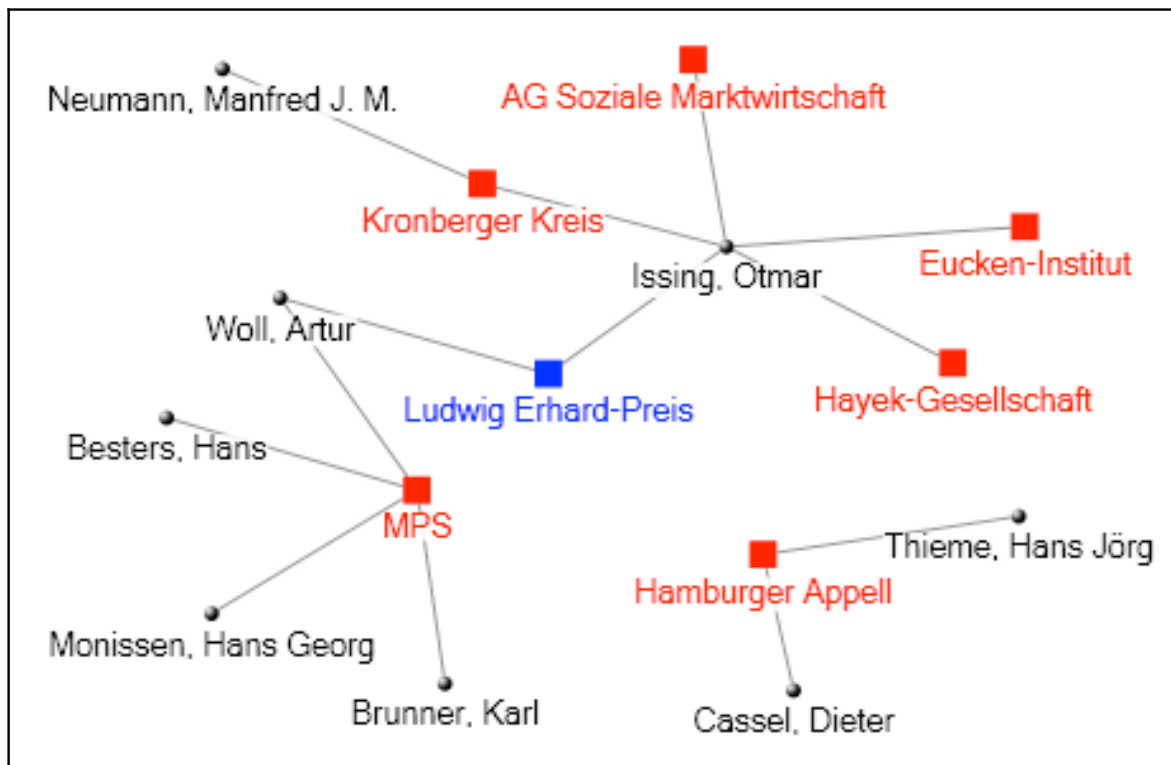 Neumann, Manfred J. M.
AG Soziale Marktwirtschaft
Kronberger Kreis
Issing, Otmar
Eucken-Institut
Woll, Artur
Ludwig Erhard-Preis
Hayek-Gesellschaft
Besters, Hans
MPS
Thieme, Hans Jörg
Hamburger Appell
Monissen, Hans Georg
Brunner, Karl
Cassel, Dieter